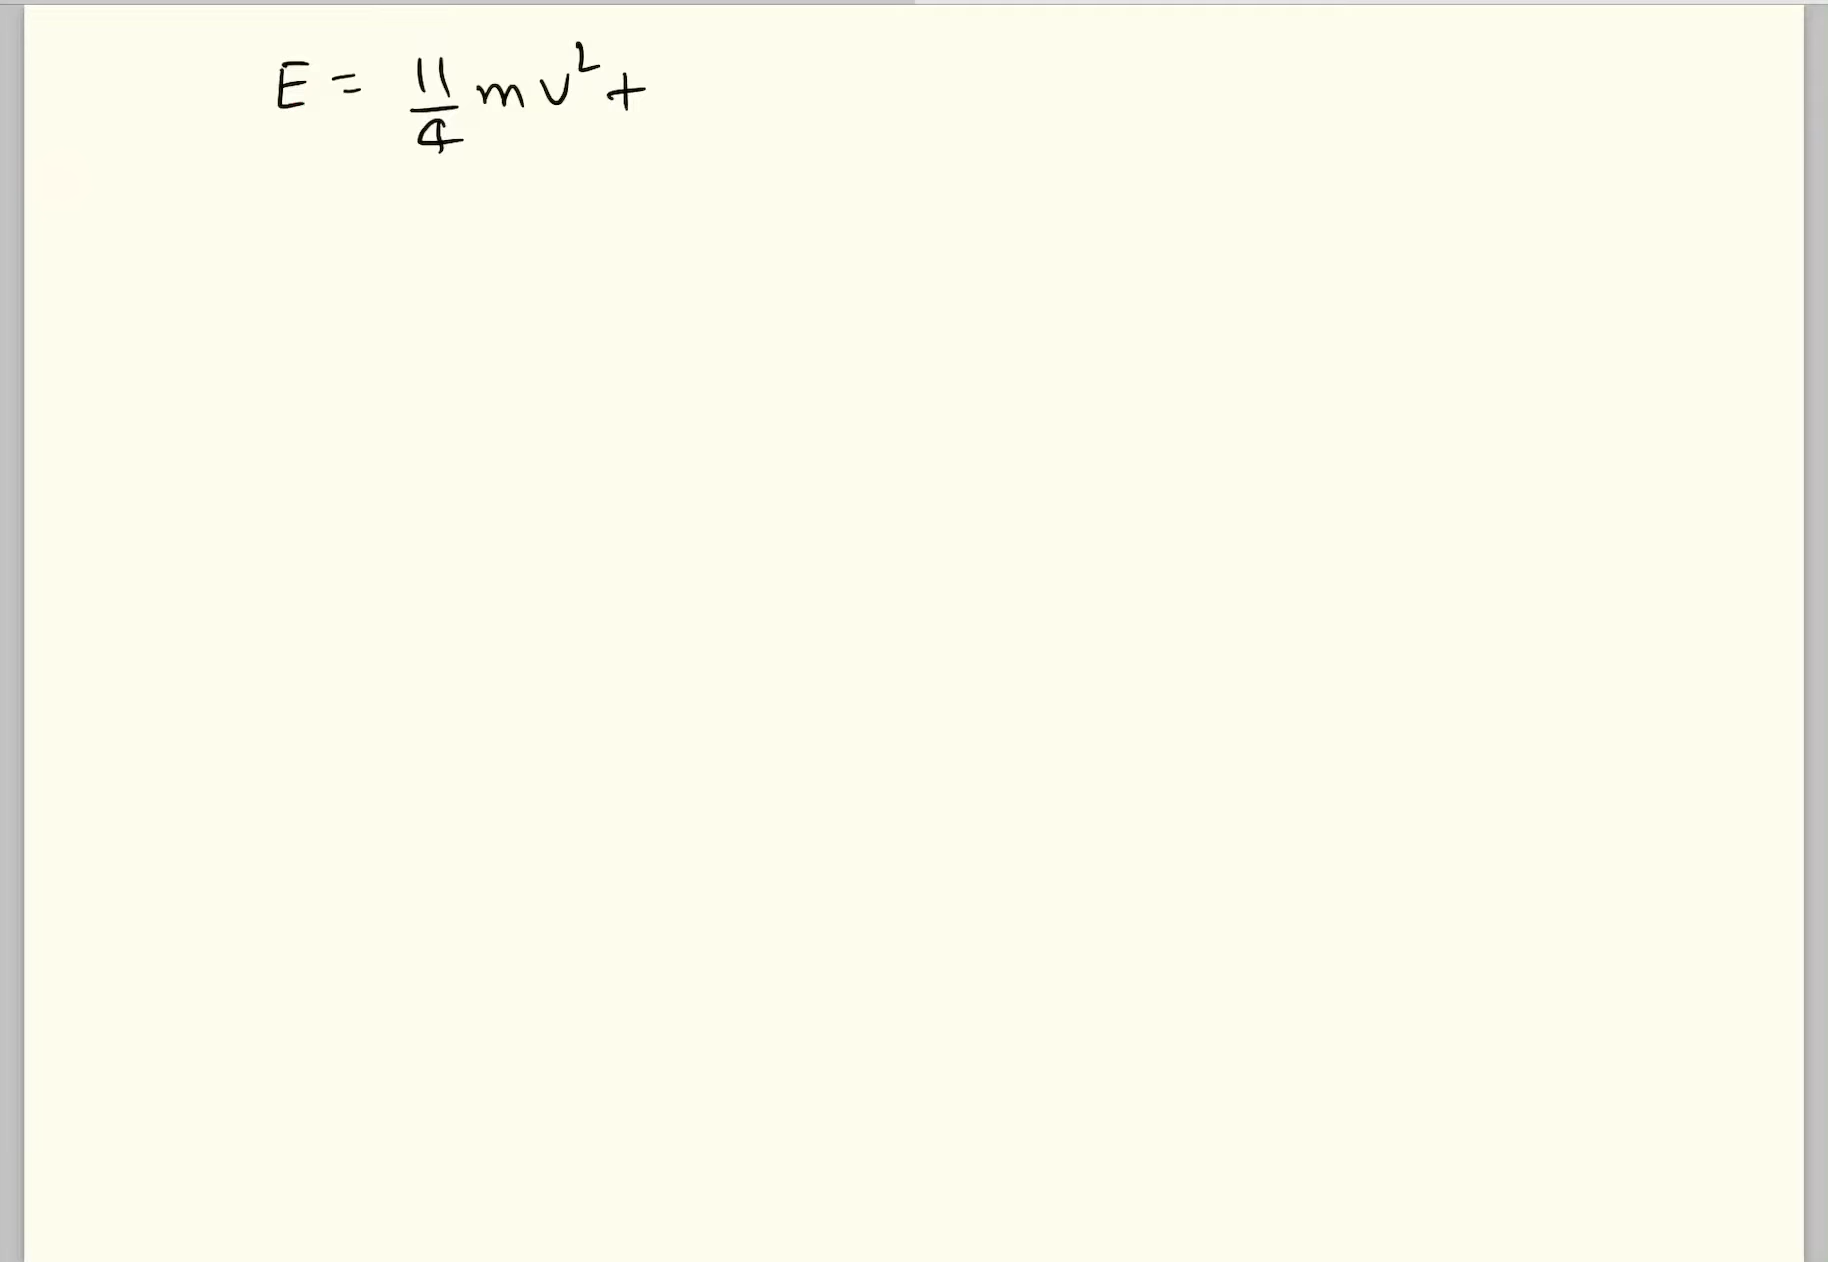 E = 11/4 mv² +